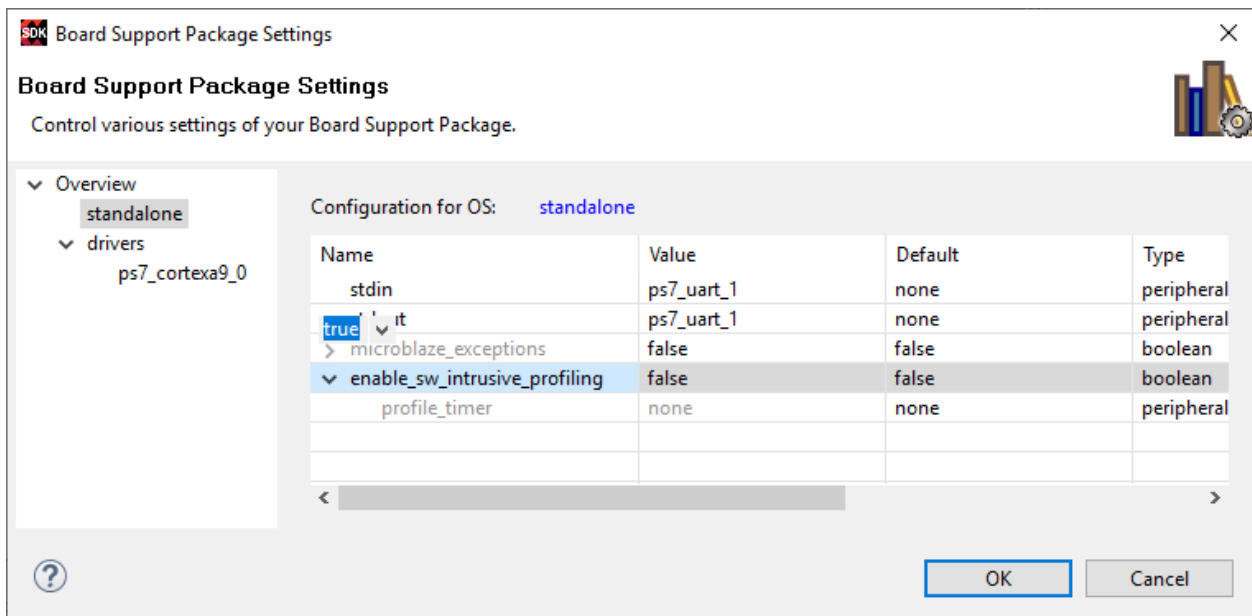 SDK Board Support Package Settings
Board Support Package Settings
Control various settings of your Board Support Package.
Overview
standalone
drivers
ps7_cortexa9_0
Configuration for OS: standalone
Name Value Default Type
stdin ps7_uart_1 none peripheral
ps7_uart_1 none peripheral
true
microblaze_exceptions false false boolean
enable_sw_intrusive_profiling false false boolean
profile_timer none none peripheral
?
OK Cancel